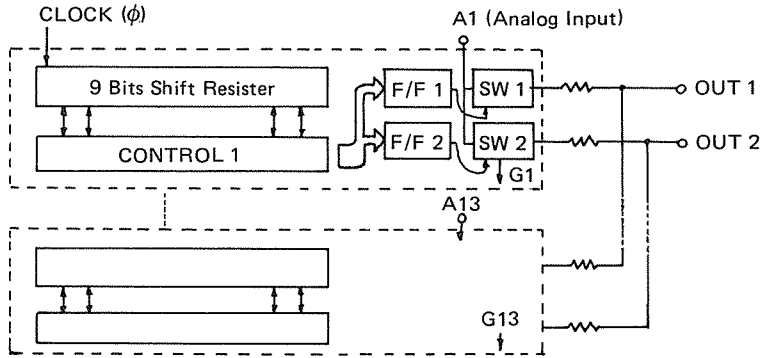 CLOCK (ϕ)
A1 (Analog Input)
9 Bits Shift Resister
F/F 1
SW 1
OUT 1
CONTROL 1
F/F 2
SW 2
OUT 2
G1
A13
G13